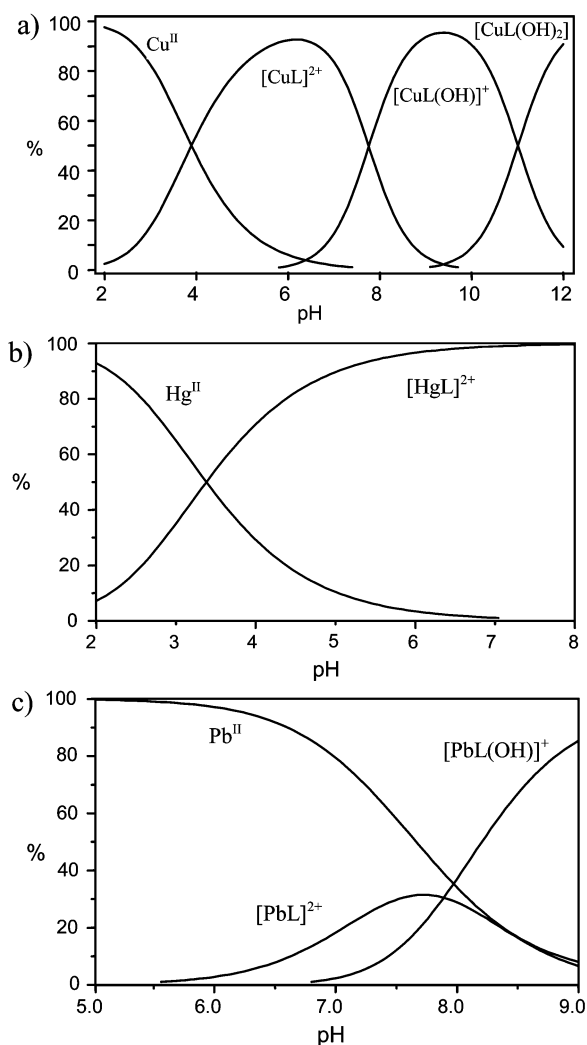 a)
100
80
60
%
40
20
0
Cu^II
[CuL]²⁺
[CuL(OH)]⁺
[CuL(OH)₂]
2 4 6 8 10 12
pH
b)
100
80
60
%
40
20
0
Hg^II
[HgL]²⁺
2 3 4 5 6 7 8
pH
c)
100
80
60
%
40
20
0
Pb^II
[PbL(OH)]⁺
[PbL]²⁺
5.0 6.0 7.0 8.0 9.0
pH